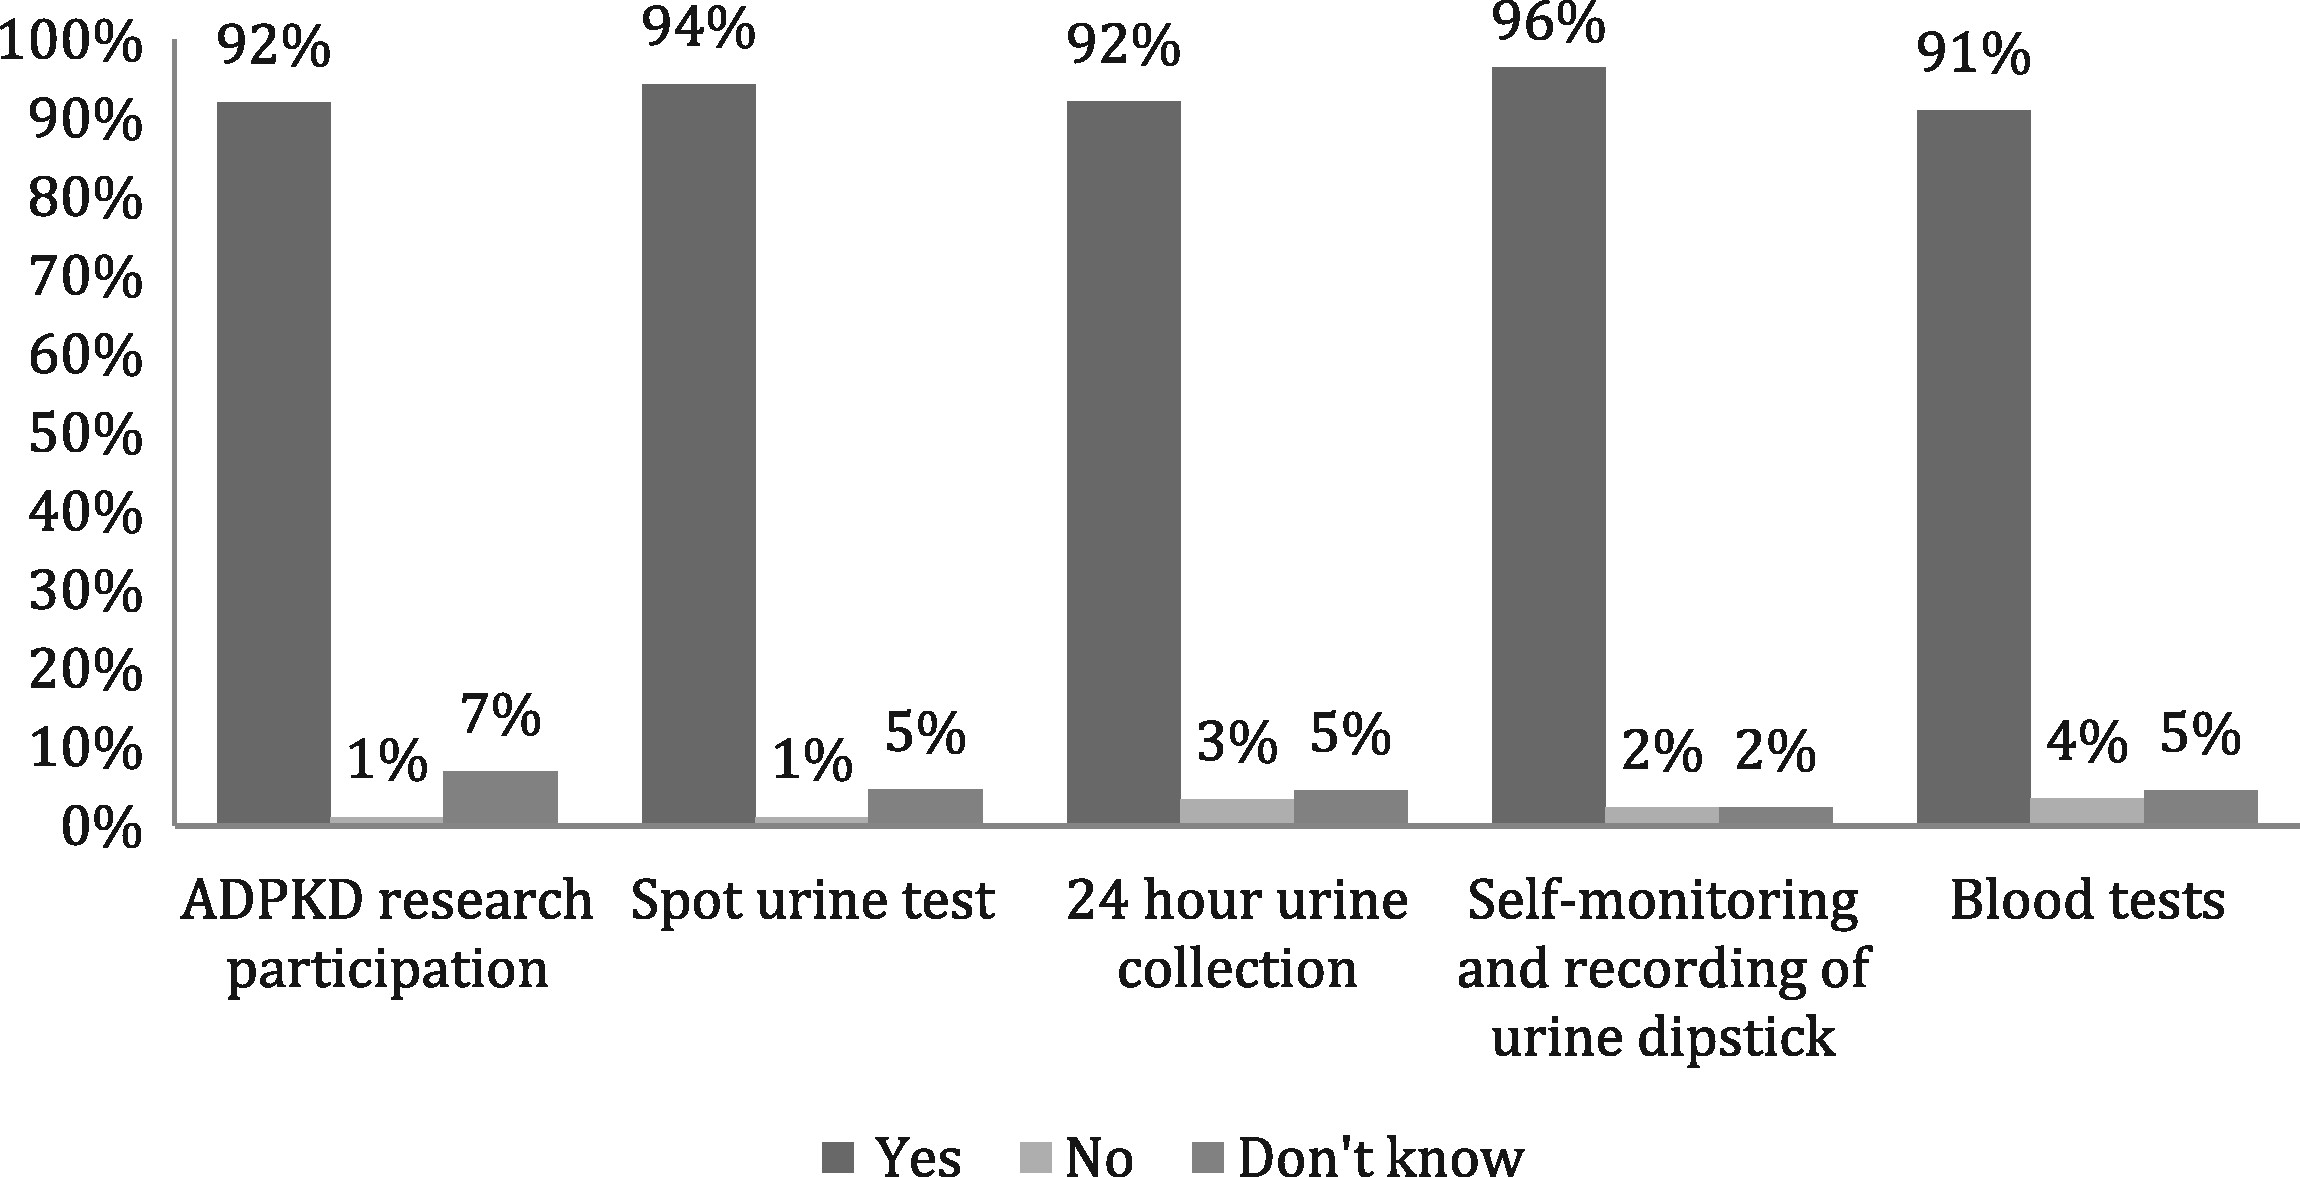 100%
90%
80%
70%
60%
50%
40%
30%
20%
10%
0%
92%
1%
7%
94%
1%
5%
92%
3%
5%
96%
2%
2%
91%
4%
5%
ADPKD research
participation
Spot urine test
24 hour urine
collection
Self-monitoring
and recording of
urine dipstick
Blood tests
Yes
No
Don't know